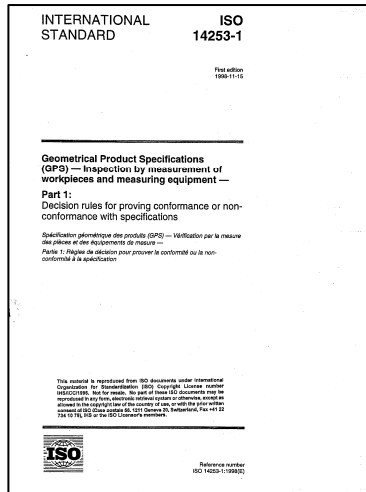 INTERNATIONAL
STANDARD
ISO
14253-1
First edition
1998-11-15
Geometrical Product Specifications
(GPS) — Inspection by measurement of
workpieces and measuring equipment —
Part 1:
Decision rules for proving conformance or non-
conformance with specifications
Spécification géométrique des produits (GPS) — Vérification par la mesure
des pièces et des équipements de mesure —
Partie 1: Règles de décision pour prouver la conformité ou la non-
conformité à la spécification
This material is reproduced from ISO documents under International
Organization for Standardization (ISO) Copyright License number
IHS/ICC/1996. Not for resale. No part of these ISO documents may be
reproduced in any form, electronic retrieval system or otherwise, except as
allowed in the copyright law of the country of use, or with the prior written
consent of ISO (Case postale 56, 1211 Geneva 20, Switzerland, Fax +41 22
734 10 79), IHS or the ISO Licensor's members.
ISO
Reference number
ISO 14253-1:1998(E)